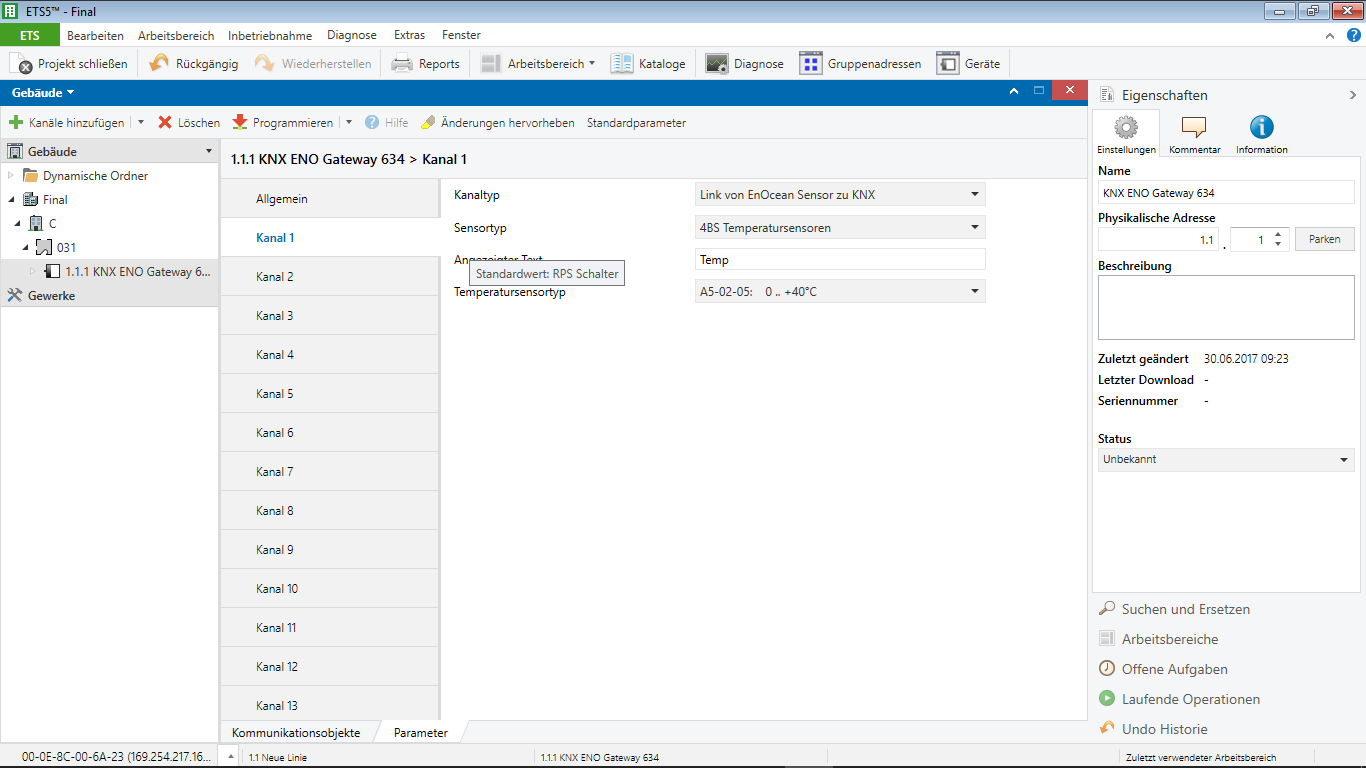 ETS5™ - Final
ETS Bearbeiten Arbeitsbereich Inbetriebnahme Diagnose Extras Fenster
Projekt schließen Rückgängig Wiederherstellen Reports Arbeitsbereich Kataloge Diagnose Gruppenadressen Geräte
Gebäude
Kanäle hinzufügen Löschen Programmieren Hilfe Änderungen hervorheben Standardparameter
Gebäude
Dynamische Ordner
Final
C
031
1.1.1 KNX ENO Gateway 6...
Gewerke
1.1.1 KNX ENO Gateway 634 > Kanal 1
Allgemein
Kanal 1
Kanal 2
Kanal 3
Kanal 4
Kanal 5
Kanal 6
Kanal 7
Kanal 8
Kanal 9
Kanal 10
Kanal 11
Kanal 12
Kanal 13
Kanaltyp Link von EnOcean Sensor zu KNX
Sensortyp 4BS Temperatursensoren
Angezeigter Text Temp
Standardwert: RPS Schalter
Temperatursensortyp A5-02-05: 0 .. +40°C
Kommunikationsobjekte Parameter
Eigenschaften
Einstellungen Kommentar Information
Name
KNX ENO Gateway 634
Physikalische Adresse
1.1 . 1 Parken
Beschreibung
Zuletzt geändert 30.06.2017 09:23
Letzter Download -
Seriennummer -
Status
Unbekannt
Suchen und Ersetzen
Arbeitsbereiche
Offene Aufgaben
Laufende Operationen
Undo Historie
00-0E-8C-00-6A-23 (169.254.217.16... 1.1 Neue Linie 1.1.1 KNX ENO Gateway 634 Zuletzt verwendeter Arbeitsbereich